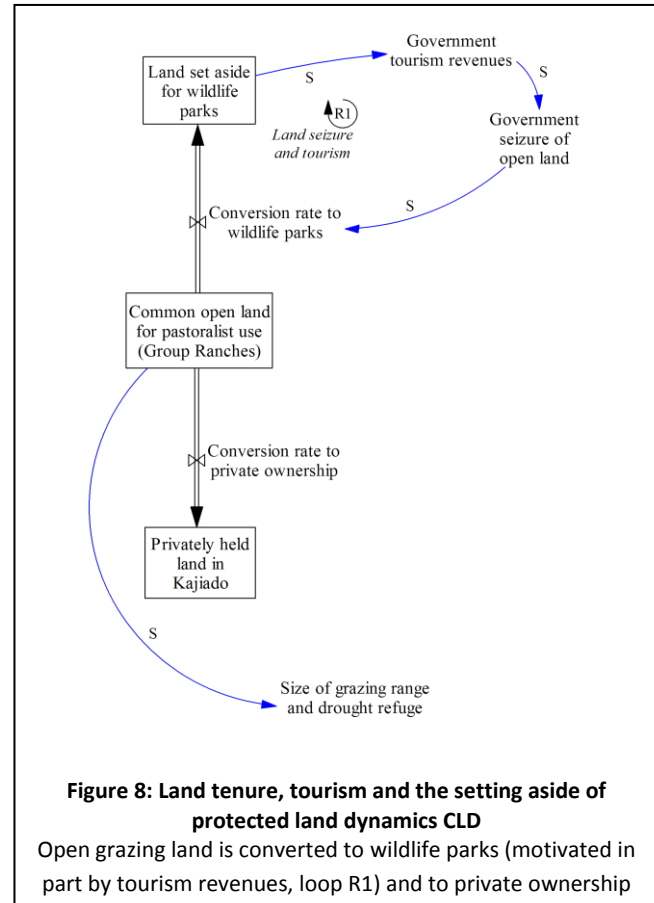 Land set aside
for wildlife
parks
S
Government
tourism revenues
S
Government
seizure of
open land
R1
Land seizure
and tourism
S
Conversion rate to
wildlife parks
Common open land
for pastoralist use
(Group Ranches)
Conversion rate to
private ownership
Privately held
land in
Kajiado
S
Size of grazing range
and drought refuge
Figure 8: Land tenure, tourism and the setting aside of
protected land dynamics CLD
Open grazing land is converted to wildlife parks (motivated in
part by tourism revenues, loop R1) and to private ownership